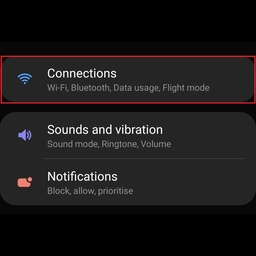 Connections
Wi-Fi, Bluetooth, Data usage, Flight mode
Sounds and vibration
Sound mode, Ringtone, Volume
Notifications
Block, allow, prioritise